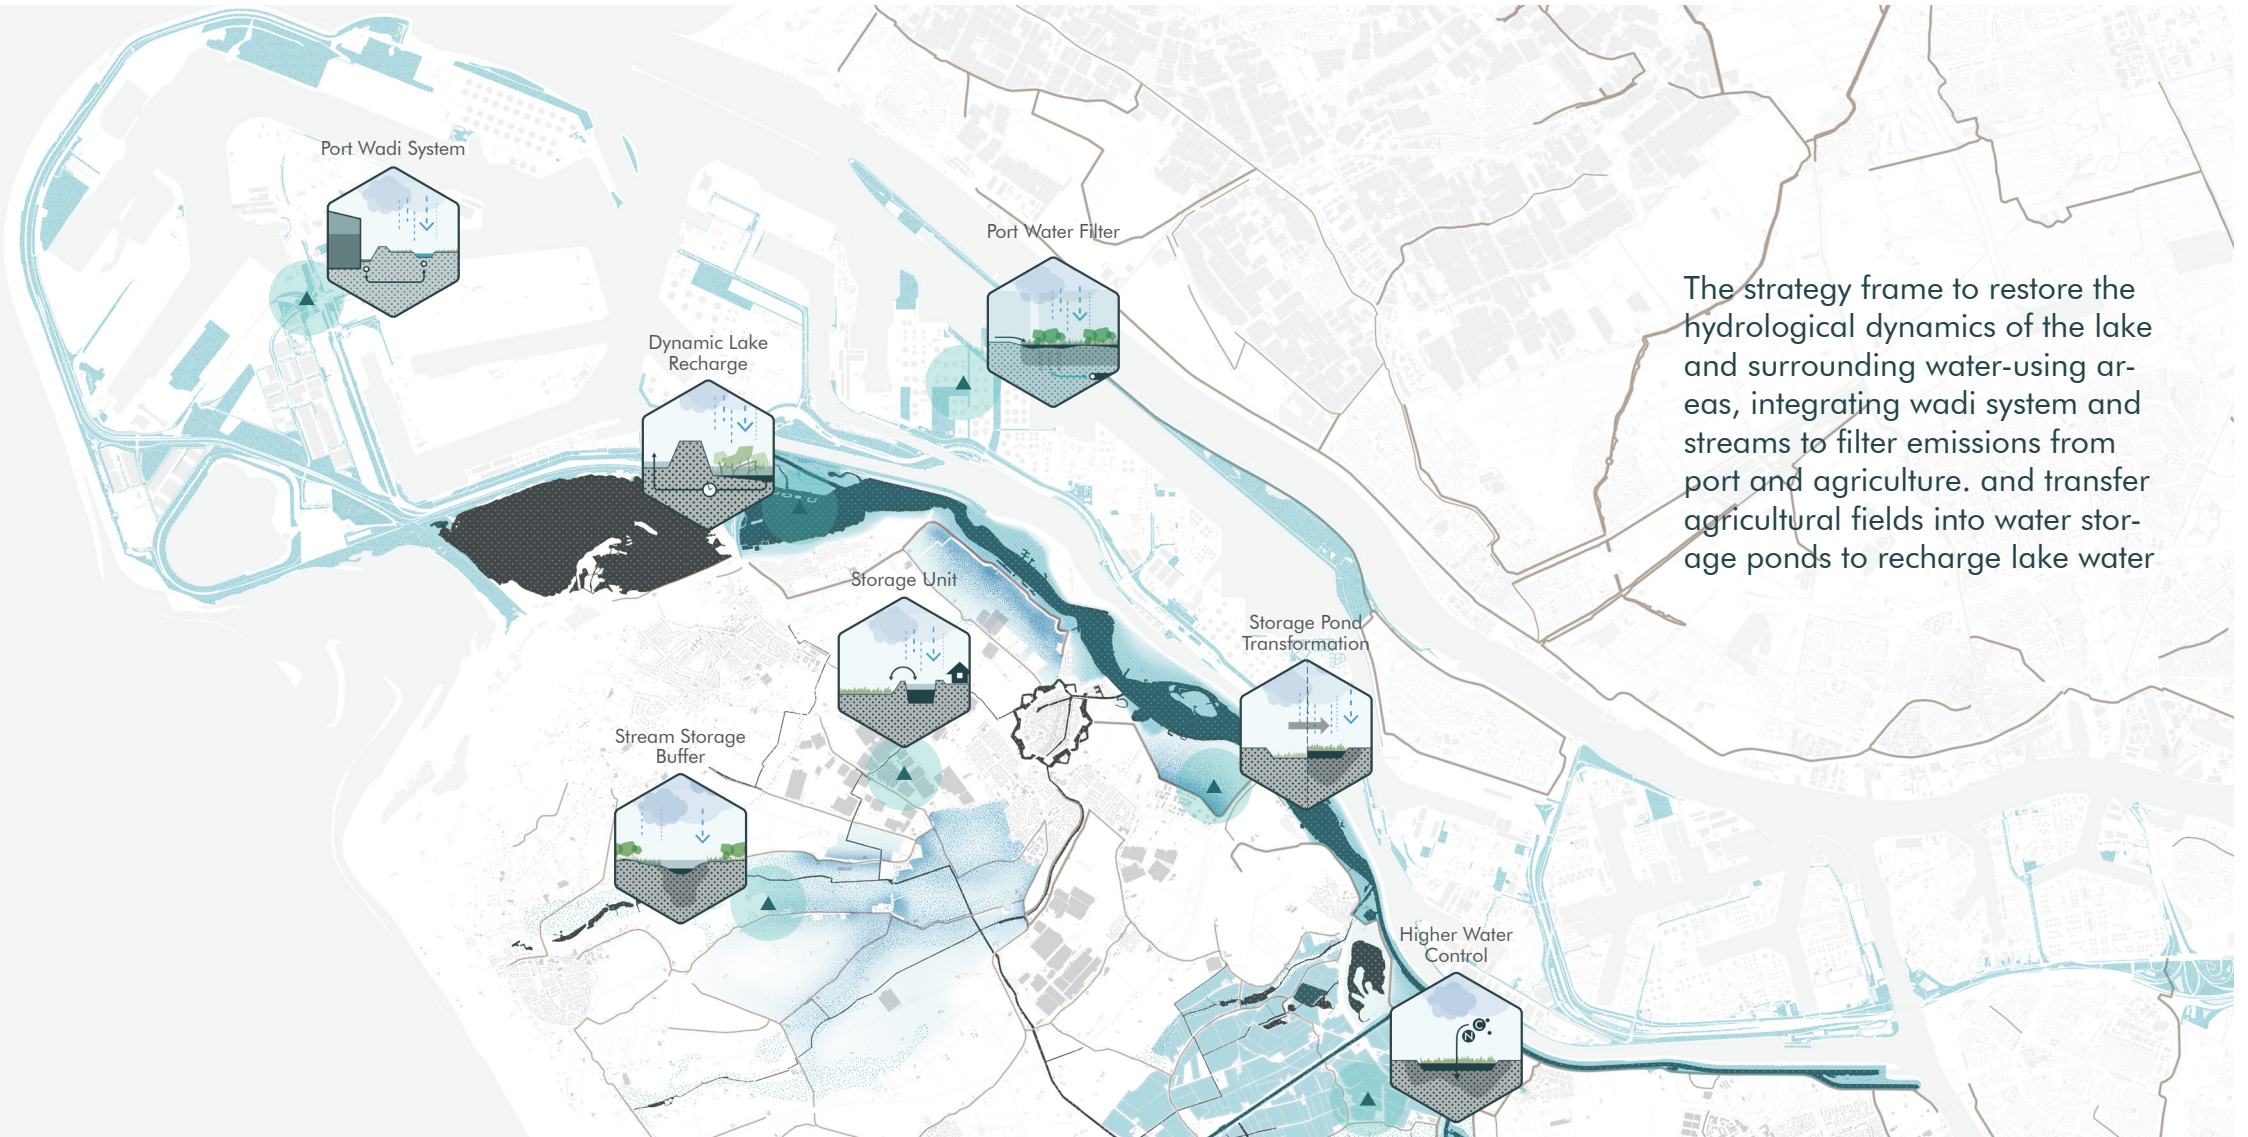 Port Wadi System
Port Water Filter
The strategy frame to restore the
hydrological dynamics of the lake
and surrounding water-using ar-
eas, integrating wadi system and
streams to filter emissions from
port and agriculture. and transfer
agricultural fields into water stor-
age ponds to recharge lake water
Dynamic Lake
Recharge
Storage Unit
Storage Pond
Transformation
Stream Storage
Buffer
Higher Water
Control
N
C